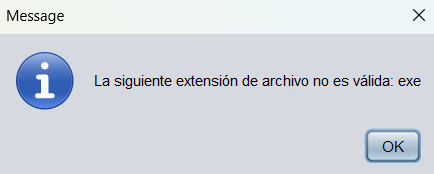 Message
La siguiente extensión de archivo no es válida: exe
OK